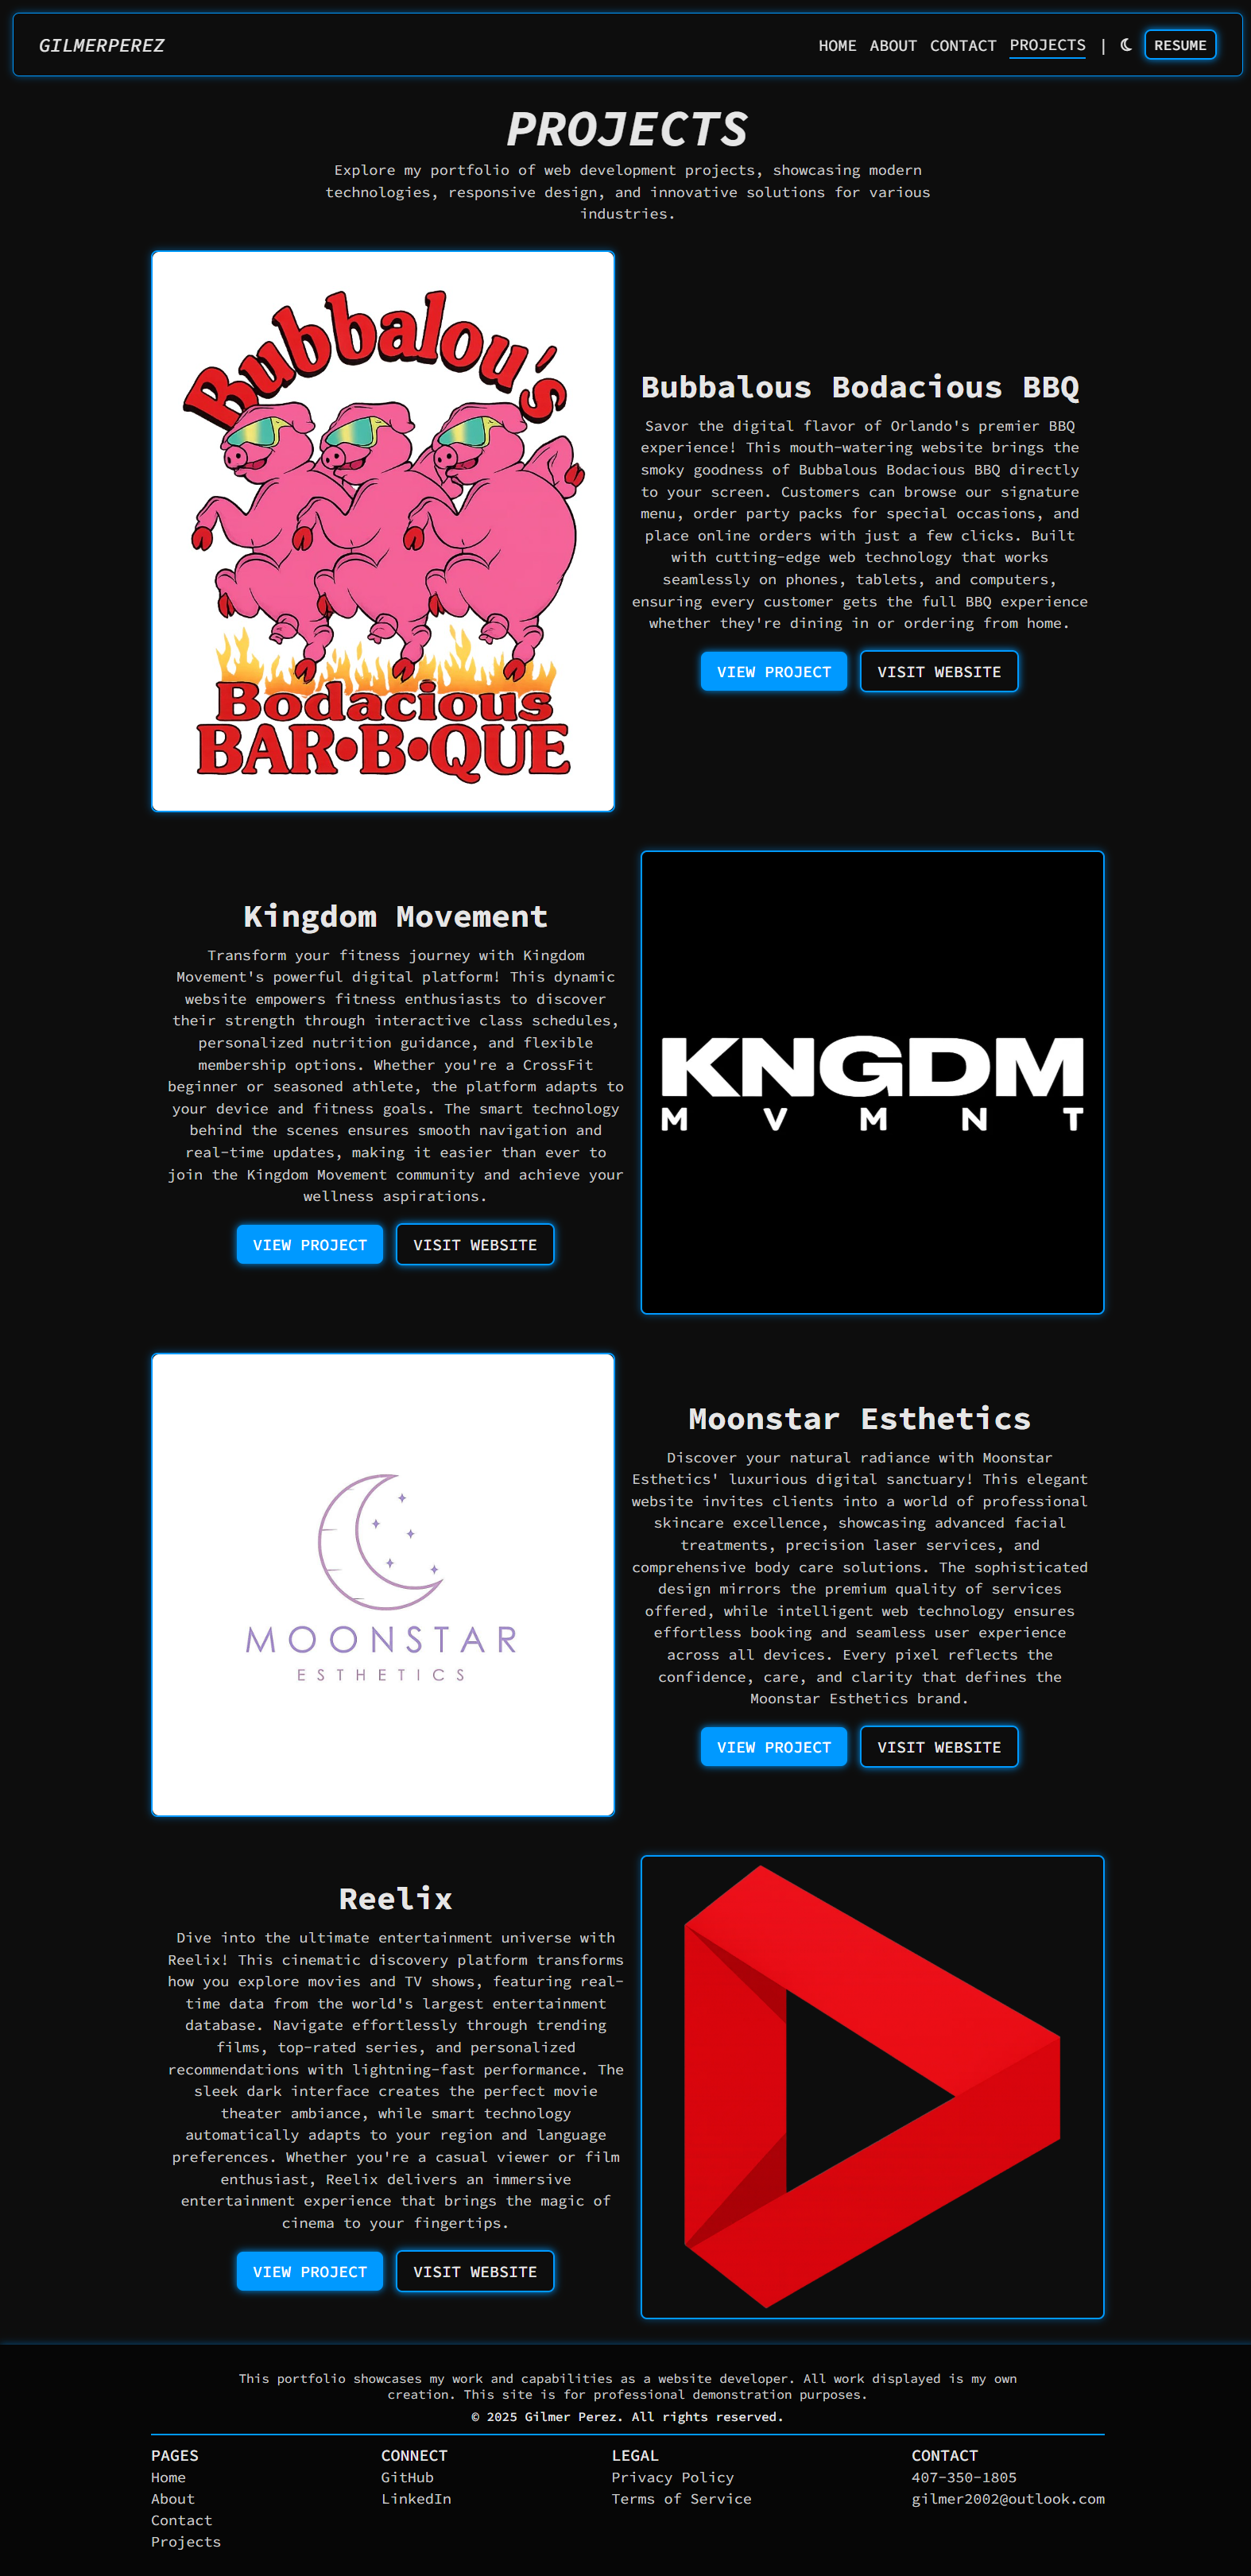 GILMERPEREZ
HOME ABOUT CONTACT PROJECTS | RESUME
PROJECTS
Explore my portfolio of web development projects, showcasing modern
technologies, responsive design, and innovative solutions for various
industries.
Bubbalou's
Bodacious
BAR•B•QUE
Bubbalous Bodacious BBQ
Savor the digital flavor of Orlando's premier BBQ
experience! This mouth-watering website brings the
smoky goodness of Bubbalous Bodacious BBQ directly
to your screen. Customers can browse our signature
menu, order party packs for special occasions, and
place online orders with just a few clicks. Built
with cutting-edge web technology that works
seamlessly on phones, tablets, and computers,
ensuring every customer gets the full BBQ experience
whether they're dining in or ordering from home.
VIEW PROJECT VISIT WEBSITE
Kingdom Movement
Transform your fitness journey with Kingdom
Movement's powerful digital platform! This dynamic
website empowers fitness enthusiasts to discover
their strength through interactive class schedules,
personalized nutrition guidance, and flexible
membership options. Whether you're a CrossFit
beginner or seasoned athlete, the platform adapts to
your device and fitness goals. The smart technology
behind the scenes ensures smooth navigation and
real-time updates, making it easier than ever to
join the Kingdom Movement community and achieve your
wellness aspirations.
VIEW PROJECT VISIT WEBSITE
KNGDM
MVMNT
MOONSTAR
ESTHETICS
Moonstar Esthetics
Discover your natural radiance with Moonstar
Esthetics' luxurious digital sanctuary! This elegant
website invites clients into a world of professional
skincare excellence, showcasing advanced facial
treatments, precision laser services, and
comprehensive body care solutions. The sophisticated
design mirrors the premium quality of services
offered, while intelligent web technology ensures
effortless booking and seamless user experience
across all devices. Every pixel reflects the
confidence, care, and clarity that defines the
Moonstar Esthetics brand.
VIEW PROJECT VISIT WEBSITE
Reelix
Dive into the ultimate entertainment universe with
Reelix! This cinematic discovery platform transforms
how you explore movies and TV shows, featuring real-
time data from the world's largest entertainment
database. Navigate effortlessly through trending
films, top-rated series, and personalized
recommendations with lightning-fast performance. The
sleek dark interface creates the perfect movie
theater ambiance, while smart technology
automatically adapts to your region and language
preferences. Whether you're a casual viewer or film
enthusiast, Reelix delivers an immersive
entertainment experience that brings the magic of
cinema to your fingertips.
VIEW PROJECT VISIT WEBSITE
This portfolio showcases my work and capabilities as a website developer. All work displayed is my own
creation. This site is for professional demonstration purposes.
© 2025 Gilmer Perez. All rights reserved.
PAGES
Home
About
Contact
Projects
CONNECT
GitHub
LinkedIn
LEGAL
Privacy Policy
Terms of Service
CONTACT
407-350-1805
gilmer2002@outlook.com